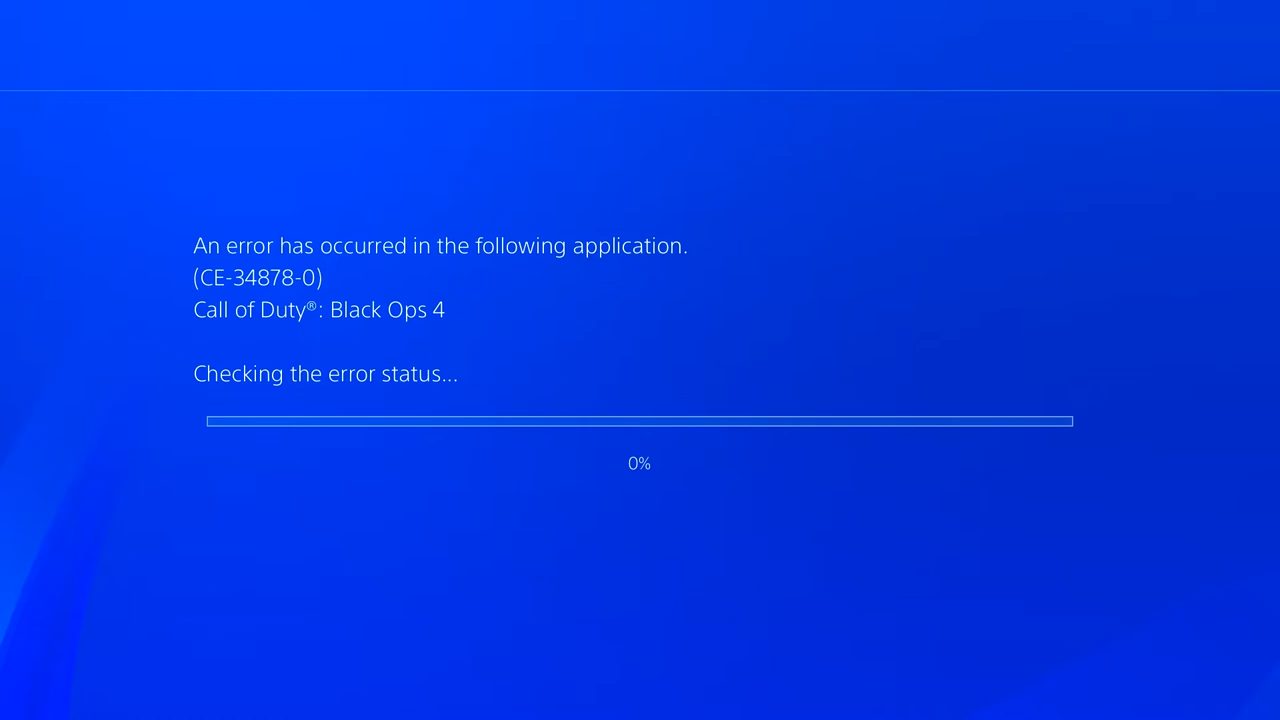 An error has occurred in the following application.
(CE-34878-0)
Call of Duty®: Black Ops 4
Checking the error status...
0%